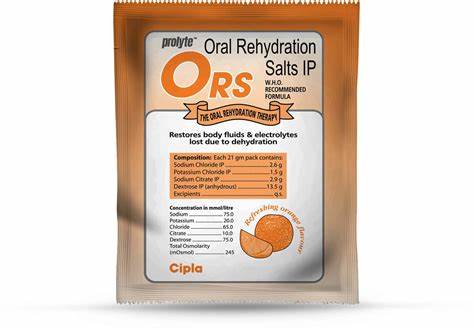 prolyte™ Oral Rehydration
Salts IP
ORS
W.H.O.
RECOMMENDED
FORMULA
THE ORAL REHYDRATION THERAPY
Restores body fluids & electrolytes
lost due to dehydration
Composition: Each 21 gm pack contains:
Sodium Chloride IP 2.6 g
Potassium Chloride IP 1.5 g
Sodium Citrate IP 2.9 g
Dextrose IP (anhydrous) 13.5 g
Excipients q.s.
Concentration in mmol/litre
Sodium 75.0
Potassium 20.0
Chloride 65.0
Citrate 10.0
Dextrose 75.0
Total Osmolarity
(mOsmol) 245
Refreshing orange flavour
Cipla